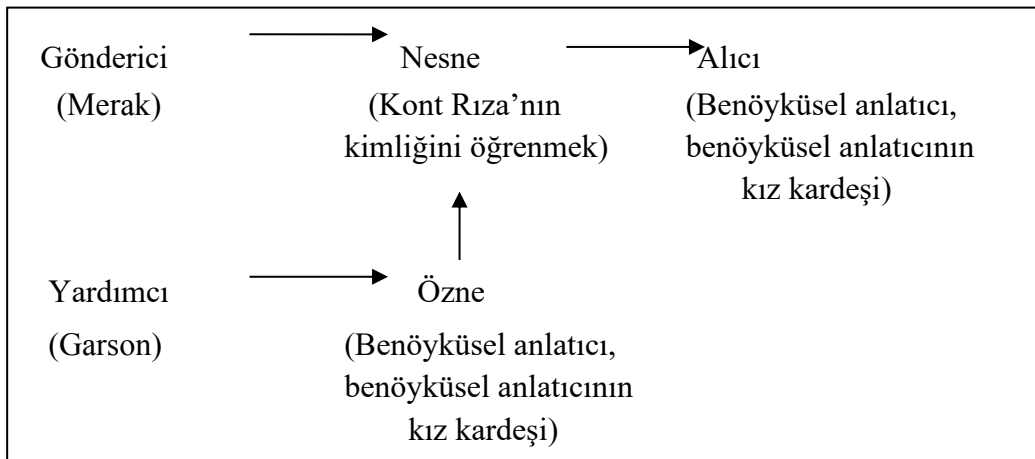 Gönderici Nesne Alıcı
(Merak) (Kont Rıza’nın (Benöyküsel anlatıcı,
kimliğini öğrenmek) benöyküsel anlatıcının
kız kardeşi)
Yardımcı Özne
(Garson) (Benöyküsel anlatıcı,
benöyküsel anlatıcının
kız kardeşi)